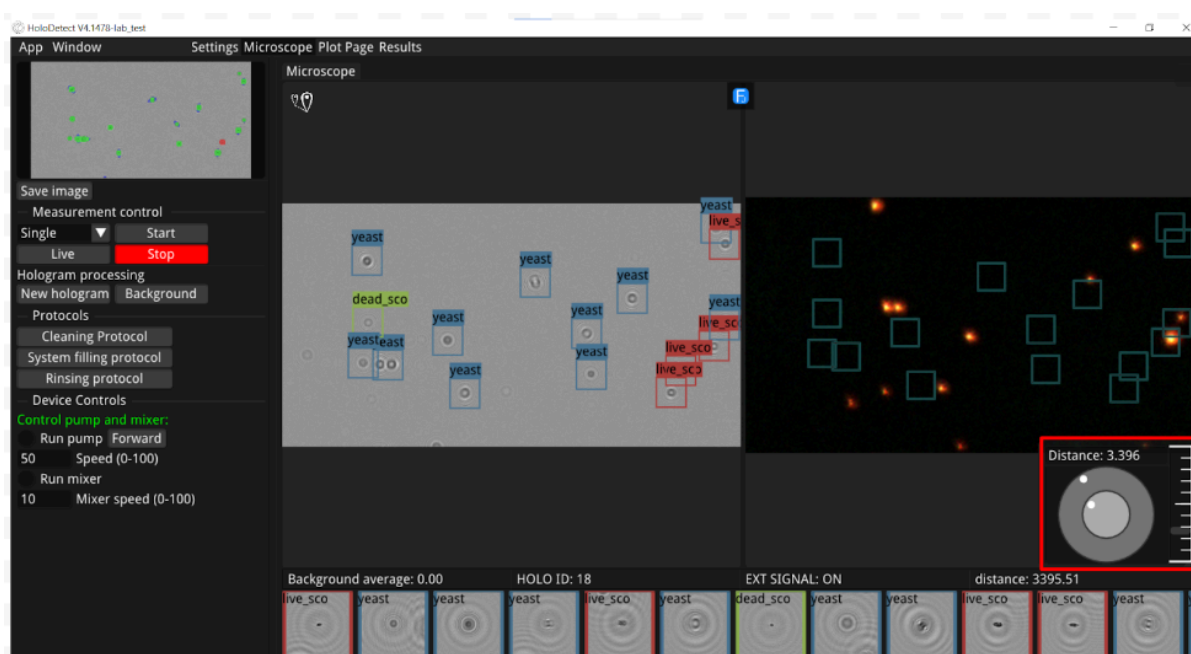 HoloDetect V4.1478-lab_test
App Window Settings Microscope Plot Page Results
Microscope
Save image
Measurement control
Single Start
Live Stop
Hologram processing
New hologram Background
Protocols
Cleaning Protocol
System filling protocol
Rinsing protocol
Device Controls
Control pump and mixer:
Run pump Forward
50 Speed (0-100)
Run mixer
10 Mixer speed (0-100)
yeast
live_s
yeast
yeast
yeast
dead_sco
yeast
yeast
yeast
live_sc
yeast
east
yeast
live_sco
yeast
live_sco
Distance: 3.396
Background average: 0.00 HOLO ID: 18 EXT SIGNAL: ON distance: 3395.51
live_sco yeast yeast yeast live_sco yeast dead_sco yeast yeast live_sco live_sco yeast